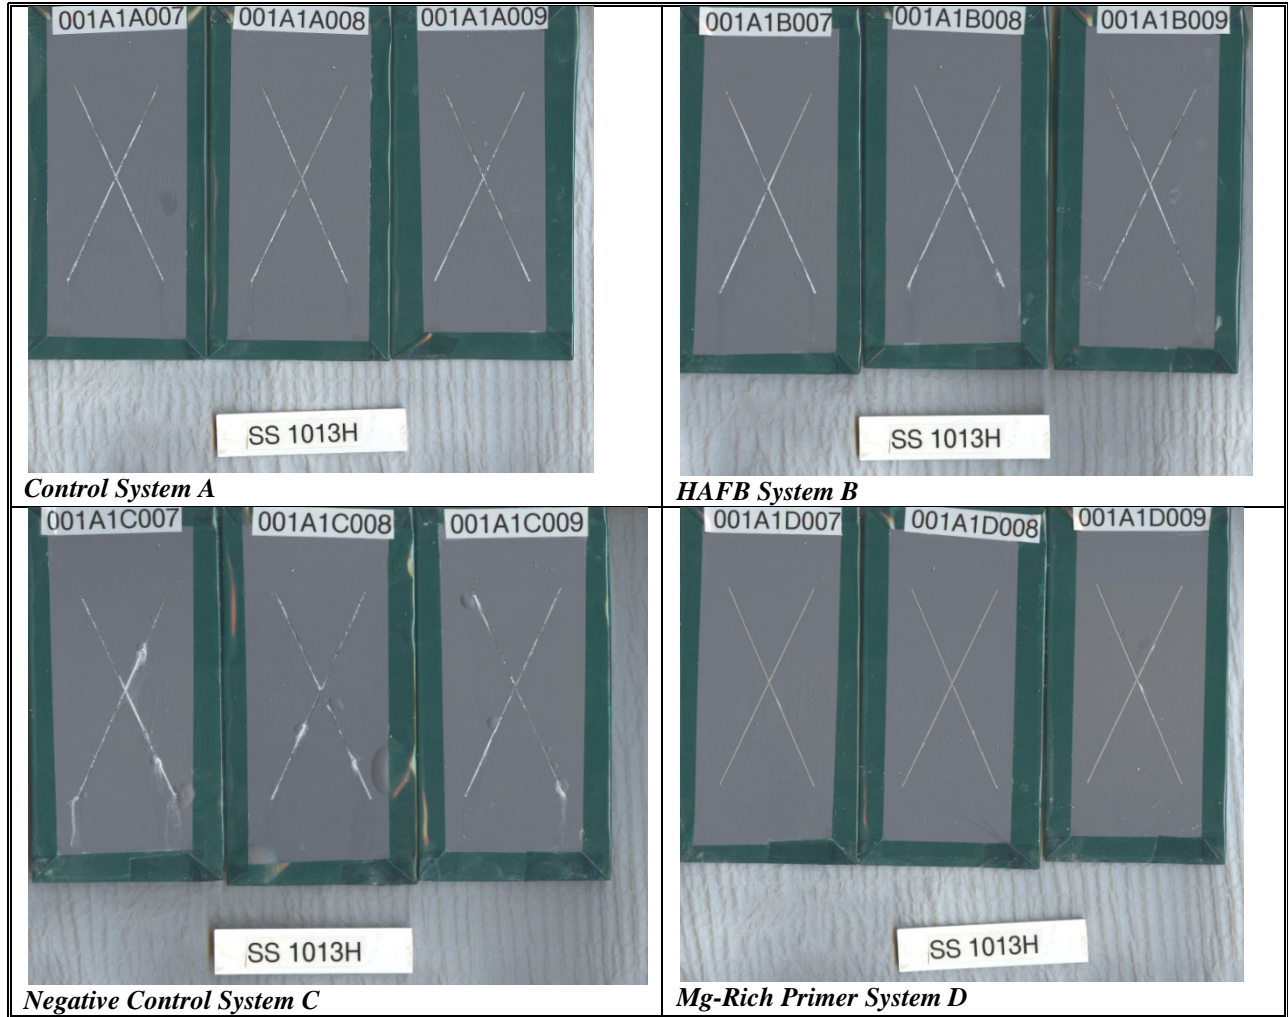 001A1A007 001A1A008 001A1A009
SS 1013H
Control System A
001A1B007 001A1B008 001A1B009
SS 1013H
HAFB System B
001A1C007 001A1C008 001A1C009
SS 1013H
Negative Control System C
001A1D007 001A1D008 001A1D009
SS 1013H
Mg-Rich Primer System D